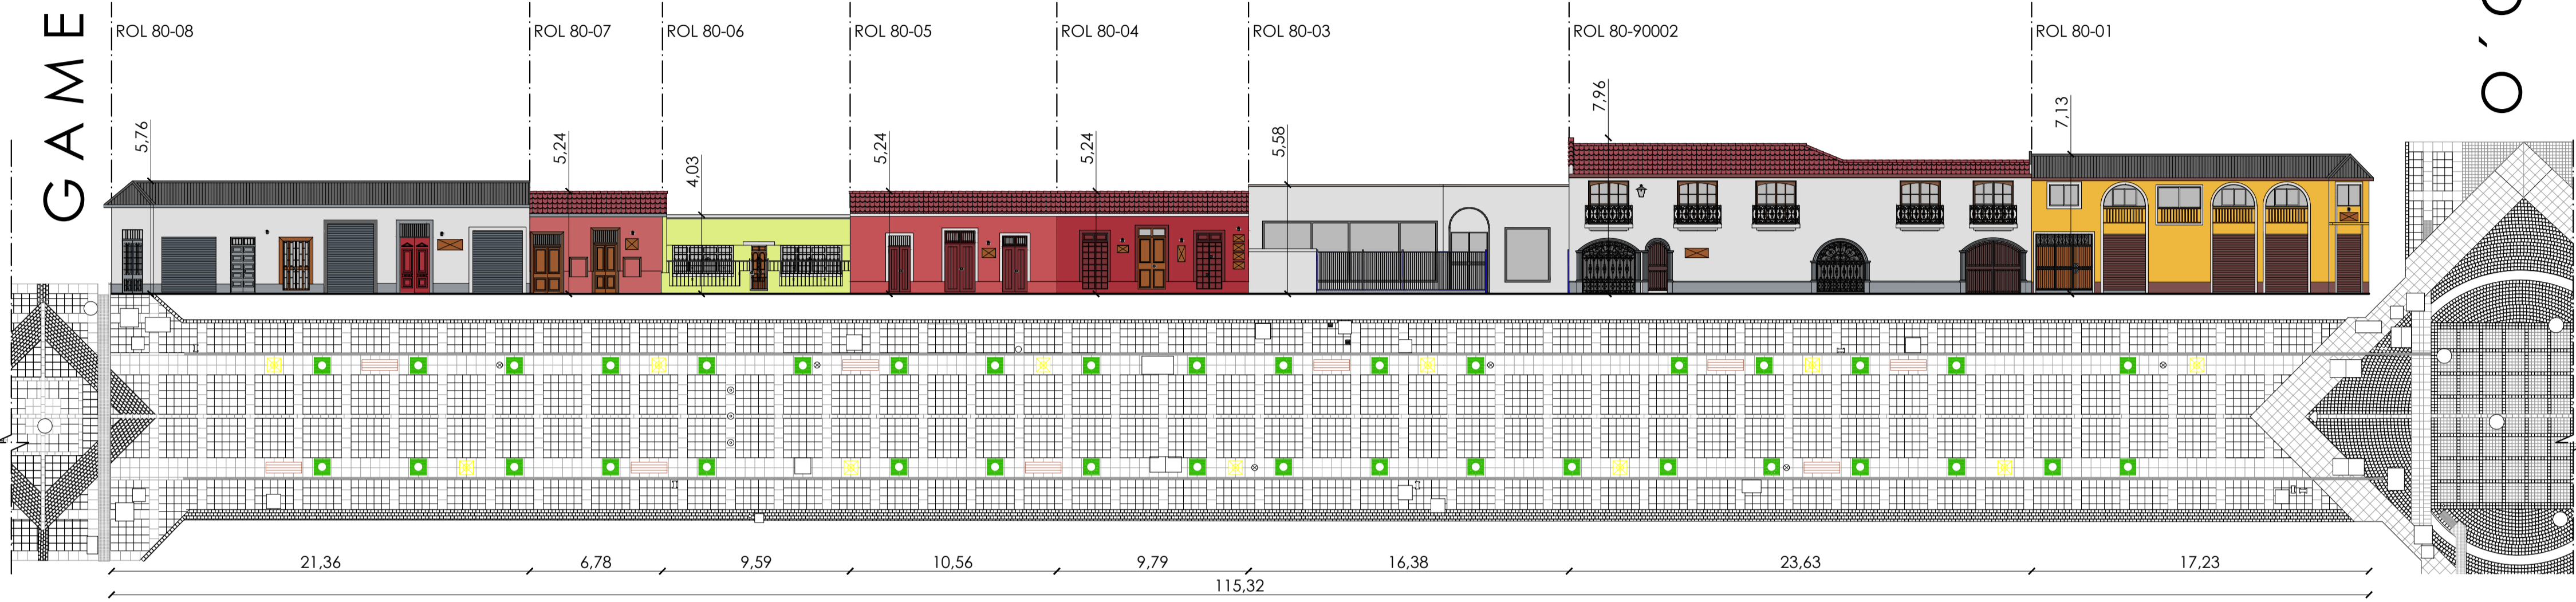 GAME
ROL 80-08
ROL 80-07
ROL 80-06
ROL 80-05
ROL 80-04
ROL 80-03
ROL 80-90002
ROL 80-01
O´
5,76
5,24
4,03
5,24
5,24
5,58
7,96
7,13
21,36
6,78
9,59
10,56
9,79
16,38
23,63
17,23
115,32